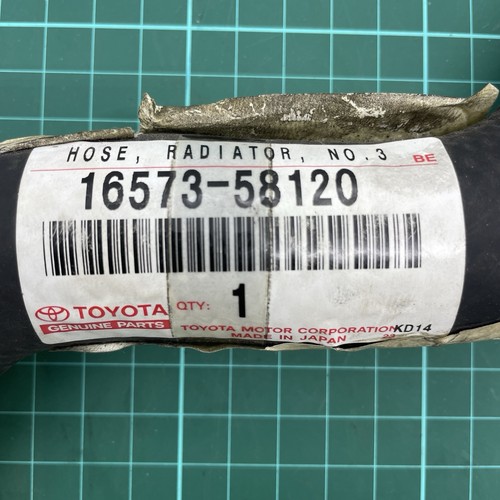 HOSE, RADIATOR, NO.3 BE
16573-58120
TOYOTA
GENUINE PARTS
QTY: 1
TOYOTA MOTOR CORPORATION KD14
MADE IN JAPAN